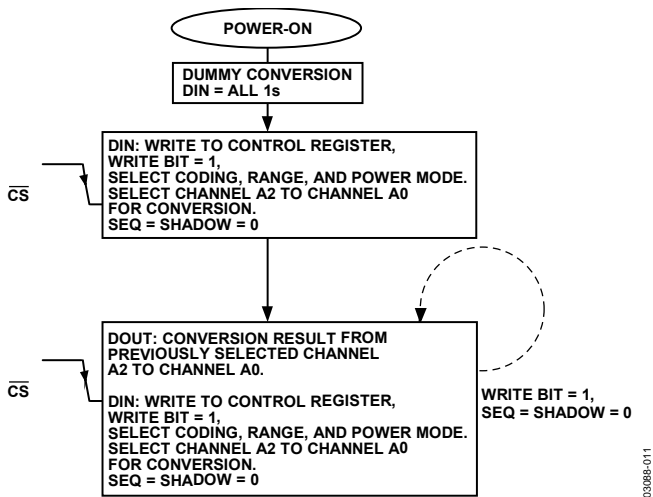 POWER-ON
DUMMY CONVERSION
DIN = ALL 1s
DIN: WRITE TO CONTROL REGISTER,
WRITE BIT = 1,
SELECT CODING, RANGE, AND POWER MODE.
SELECT CHANNEL A2 TO CHANNEL A0
FOR CONVERSION.
SEQ = SHADOW = 0
CS
DOUT: CONVERSION RESULT FROM
PREVIOUSLY SELECTED CHANNEL
A2 TO CHANNEL A0.
DIN: WRITE TO CONTROL REGISTER,
WRITE BIT = 1,
SELECT CODING, RANGE, AND POWER MODE.
SELECT CHANNEL A2 TO CHANNEL A0
FOR CONVERSION.
SEQ = SHADOW = 0
CS
WRITE BIT = 1,
SEQ = SHADOW = 0
03088-011